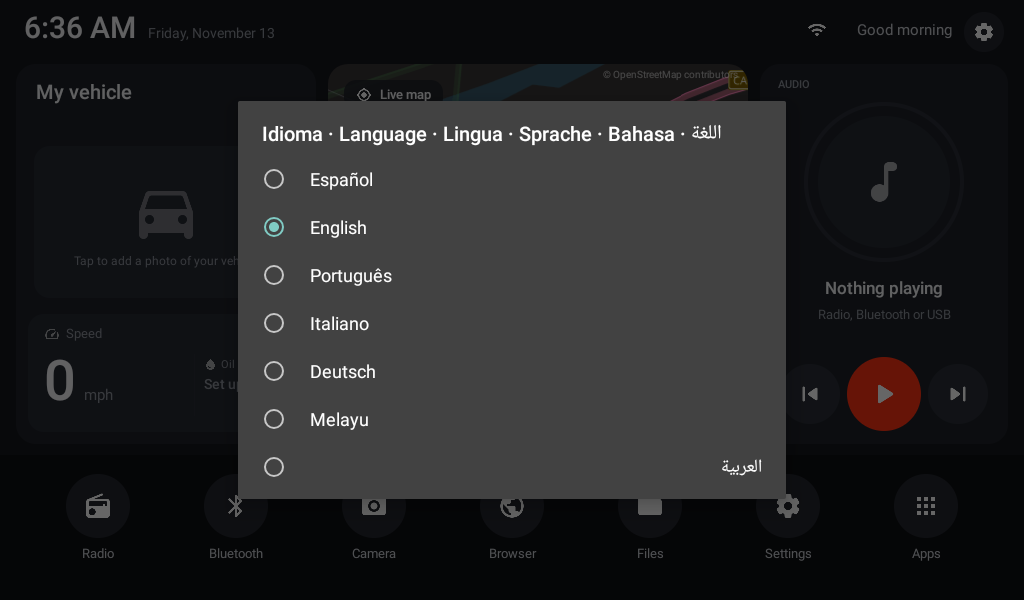 6:36 AM
Friday, November 13
Good morning
My vehicle
© OpenStreetMap contributors
Live map
CA
AUDIO
Idioma · Language · Lingua · Sprache · Bahasa · اللغة
Español
English
Português
Italiano
Deutsch
Melayu
العربية
Tap to add a photo of your
Speed
0 mph
Oil
Set
Nothing playing
Radio, Bluetooth or USB
Radio
Bluetooth
Camera
Browser
Files
Settings
Apps